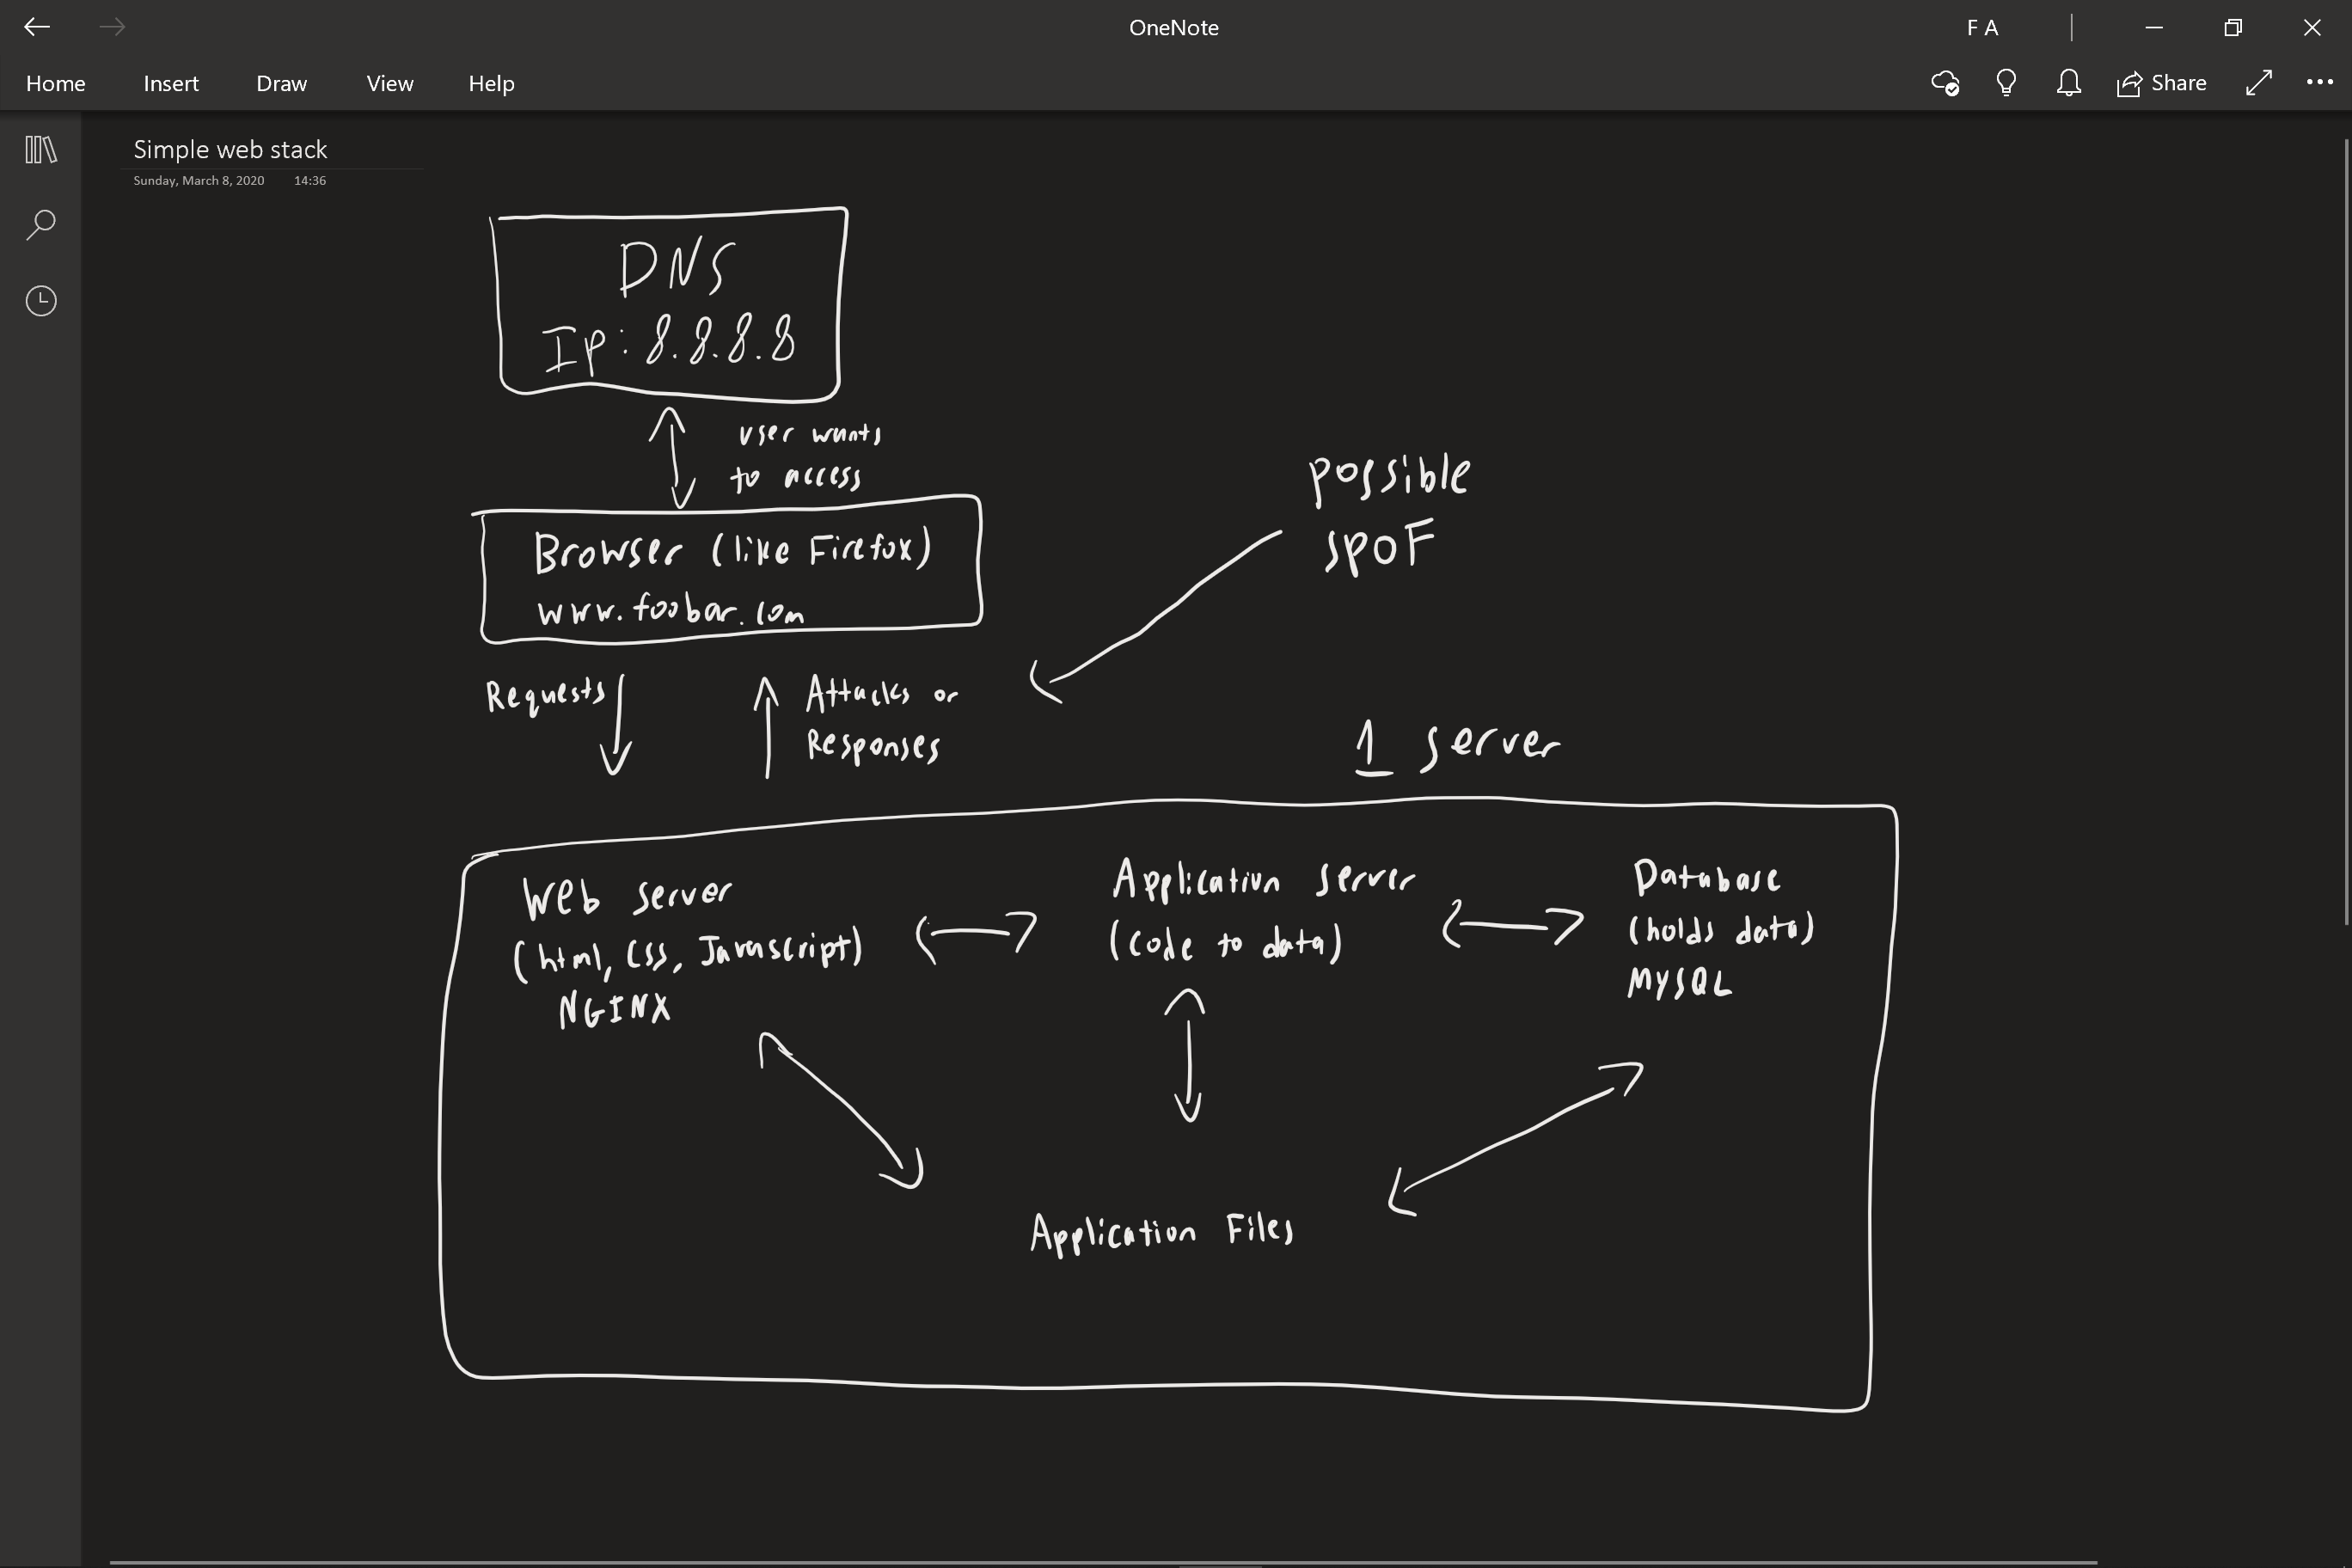 OneNote
F A
Home Insert Draw View Help
Share
Simple web stack
Sunday, March 8, 2020 14:36
DNS
IP: 8.8.8.8
user wants
to access
possible
SPOF
Browser (like Firefox)
www.foobar.com
Requests
Attacks or
Responses
1 server
Web server
(html, css, Javascript)
NGINX
Application server
(code to data)
Database
(holds data)
MySQL
Application Files